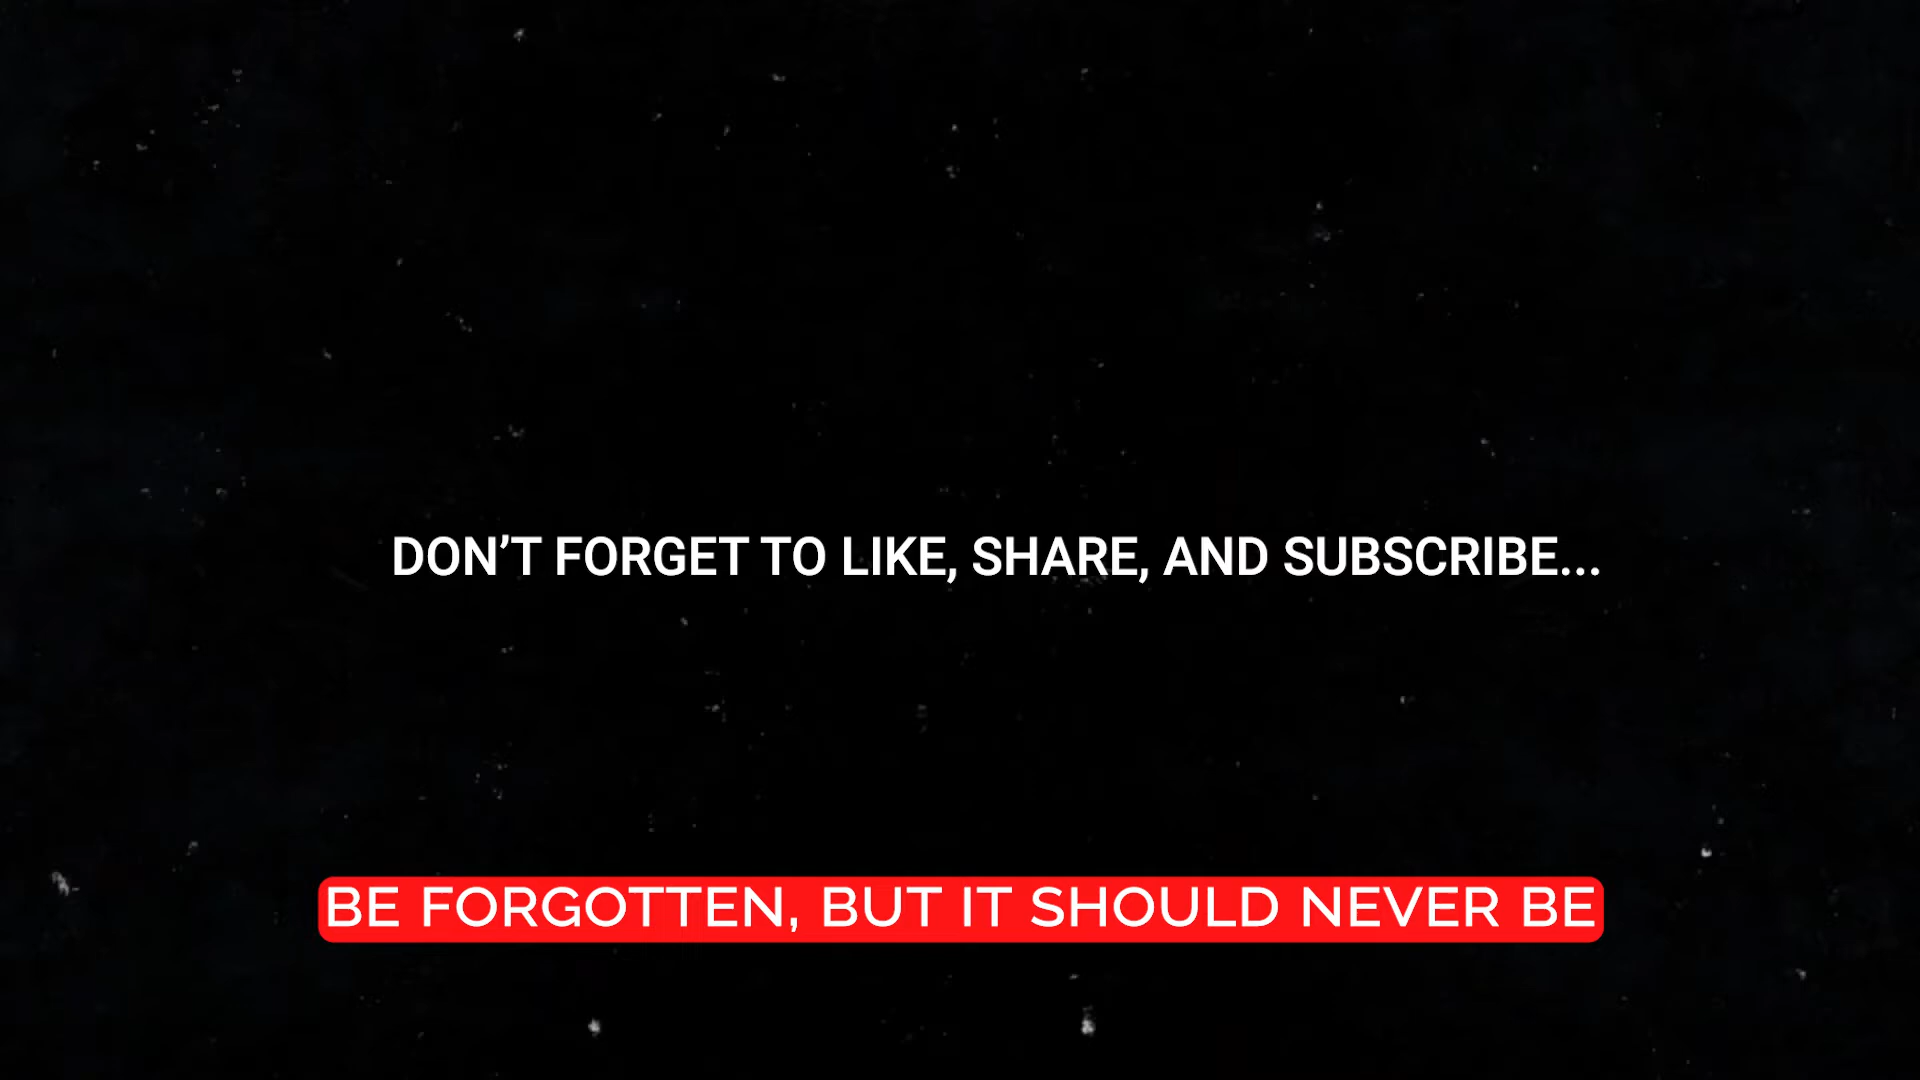 DON’T FORGET TO LIKE, SHARE, AND SUBSCRIBE...
BE FORGOTTEN, BUT IT SHOULD NEVER BE